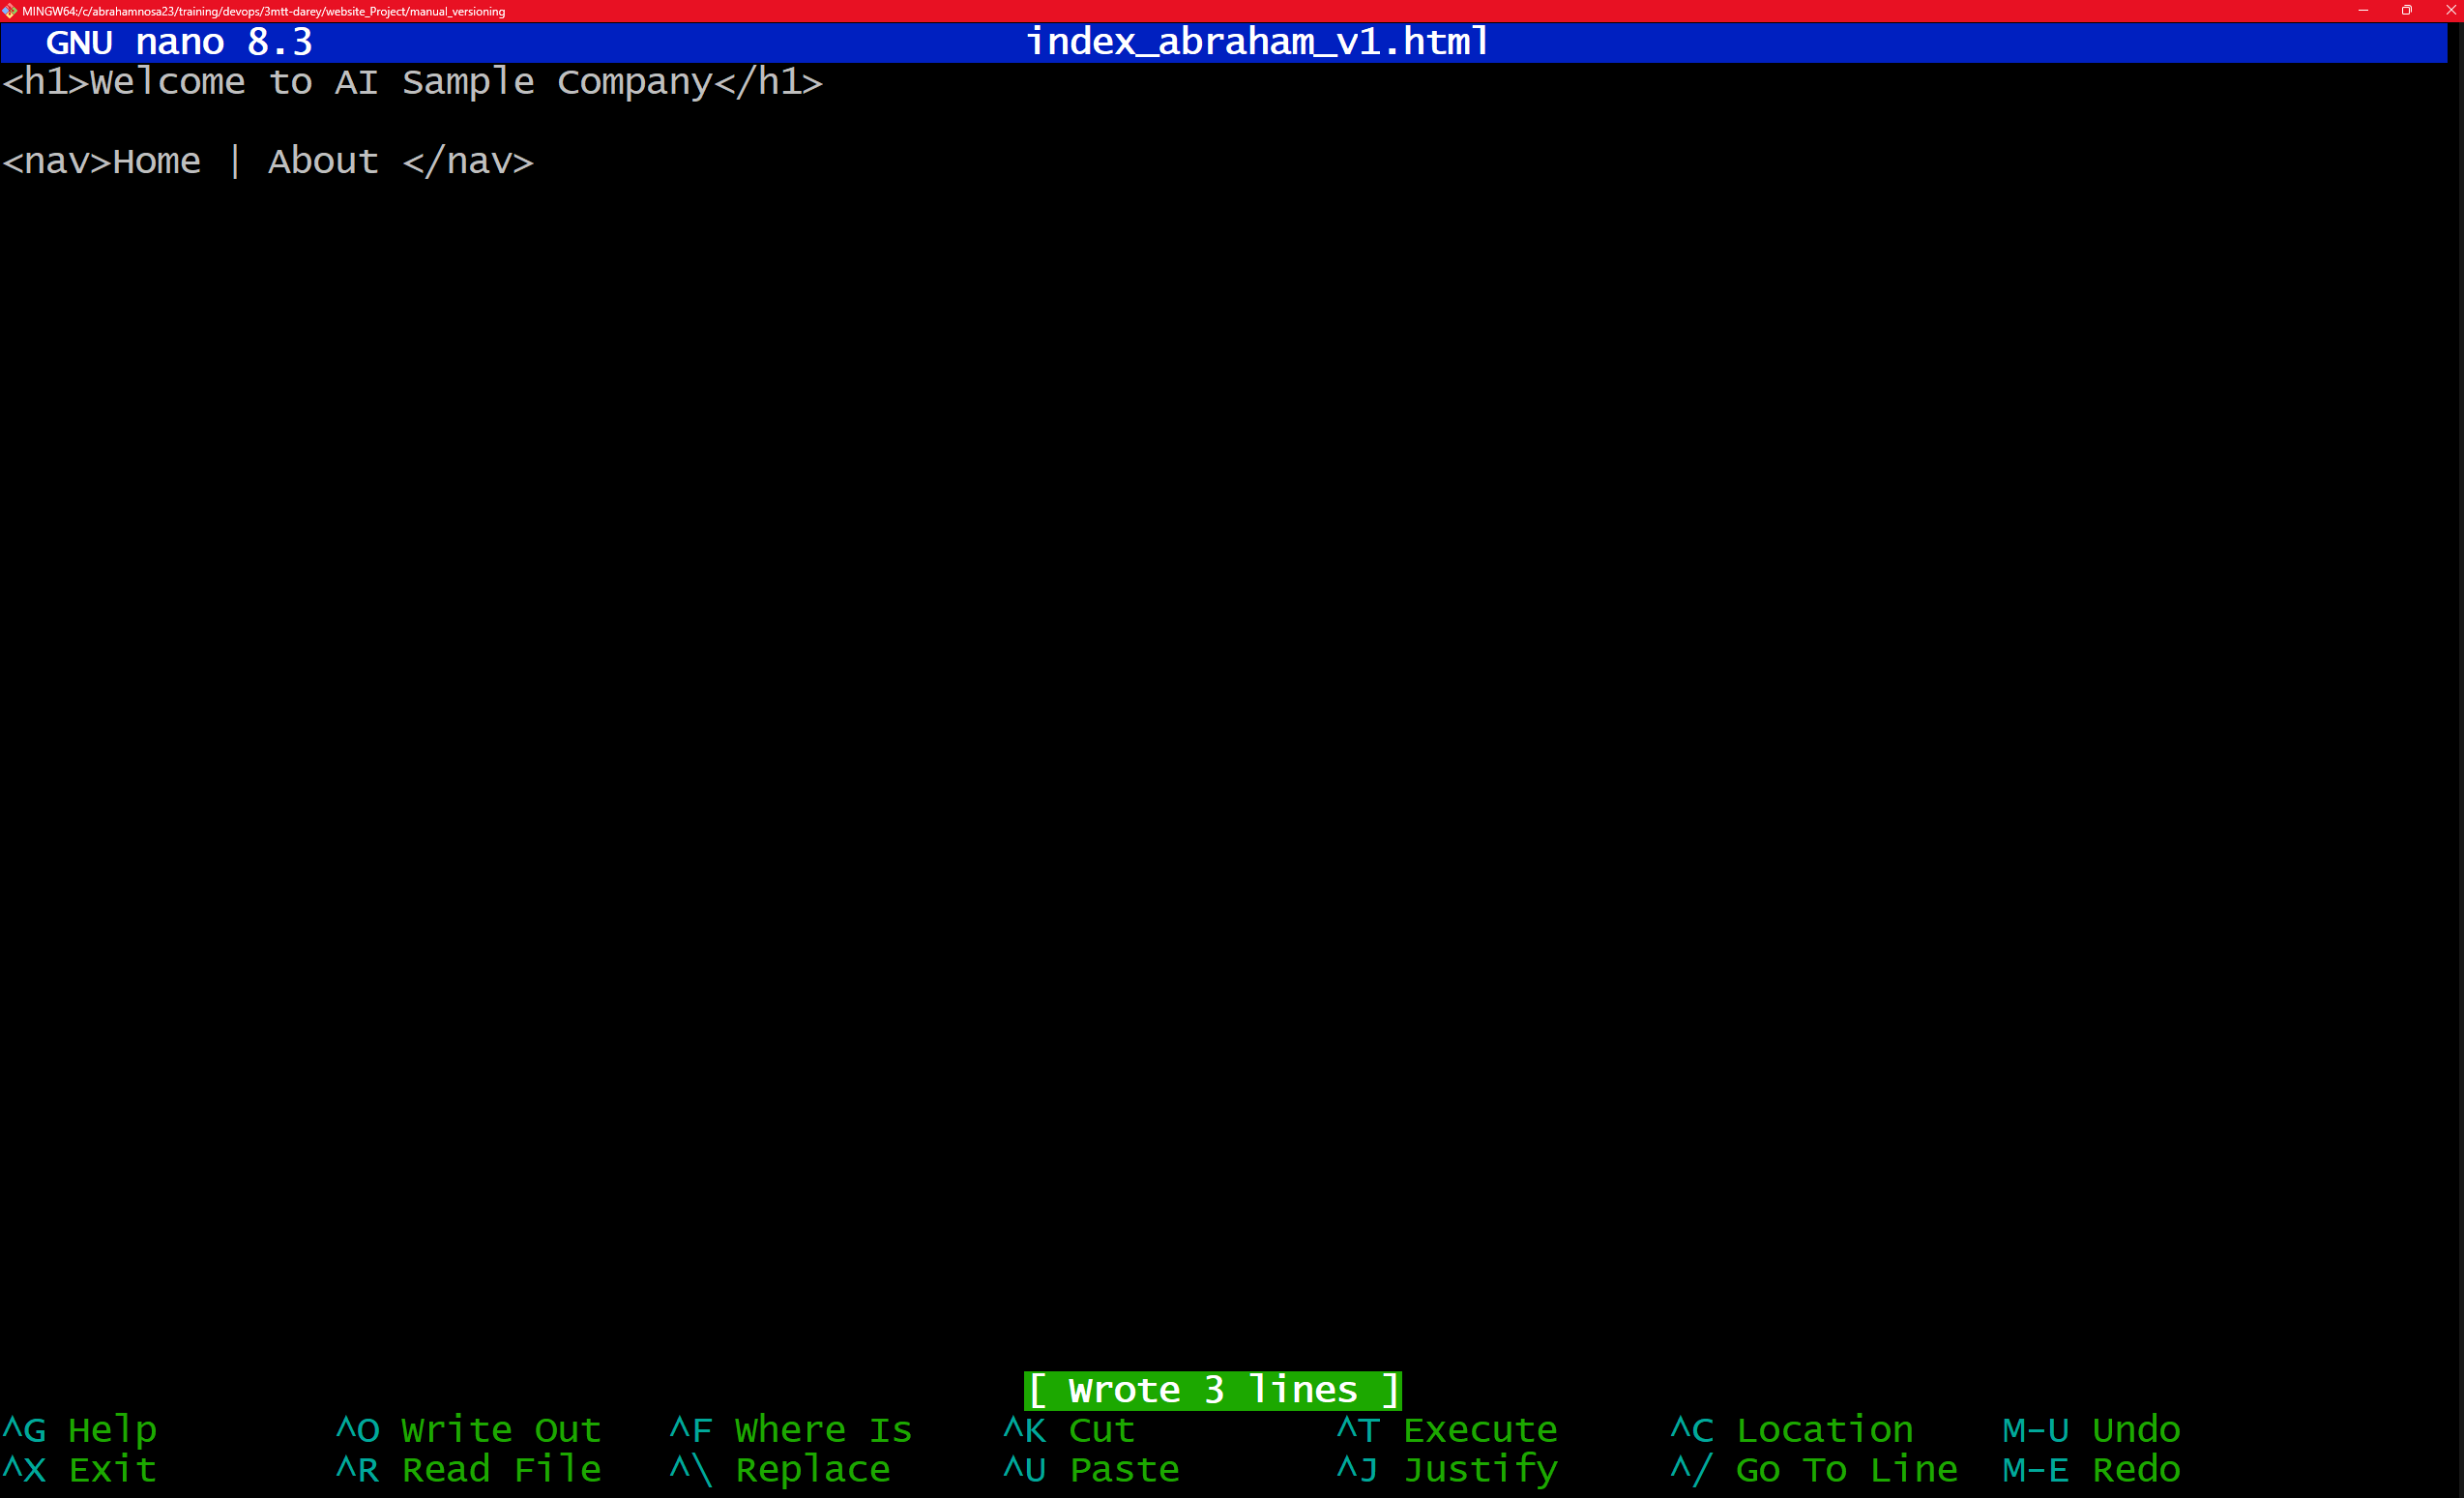 MINGW64:/c/abrahamnosa23/training/devops/3mtt-darey/website_Project/manual_versioning
GNU nano 8.3 index_abraham_v1.html
<h1>Welcome to AI Sample Company</h1>
<nav>Home | About </nav>
[ Wrote 3 lines ]
^G Help ^O Write Out ^F Where Is ^K Cut ^T Execute ^C Location M-U Undo
^X Exit ^R Read File ^\ Replace ^U Paste ^J Justify ^/ Go To Line M-E Redo